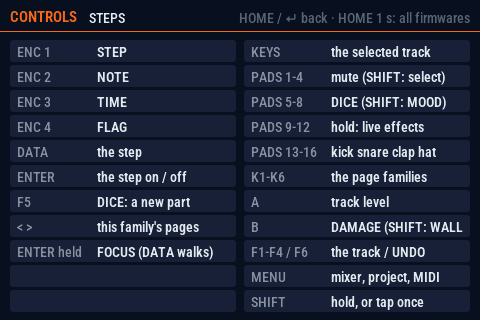 CONTROLS STEPS HOME / ↵ back · HOME 1 s: all firmwares
ENC 1 STEP
ENC 2 NOTE
ENC 3 TIME
ENC 4 FLAG
DATA the step
ENTER the step on / off
F5 DICE: a new part
< > this family's pages
ENTER held FOCUS (DATA walks)
KEYS the selected track
PADS 1-4 mute (SHIFT: select)
PADS 5-8 DICE (SHIFT: MOOD)
PADS 9-12 hold: live effects
PADS 13-16 kick snare clap hat
K1-K6 the page families
A track level
B DAMAGE (SHIFT: WALL
F1-F4 / F6 the track / UNDO
MENU mixer, project, MIDI
SHIFT hold, or tap once